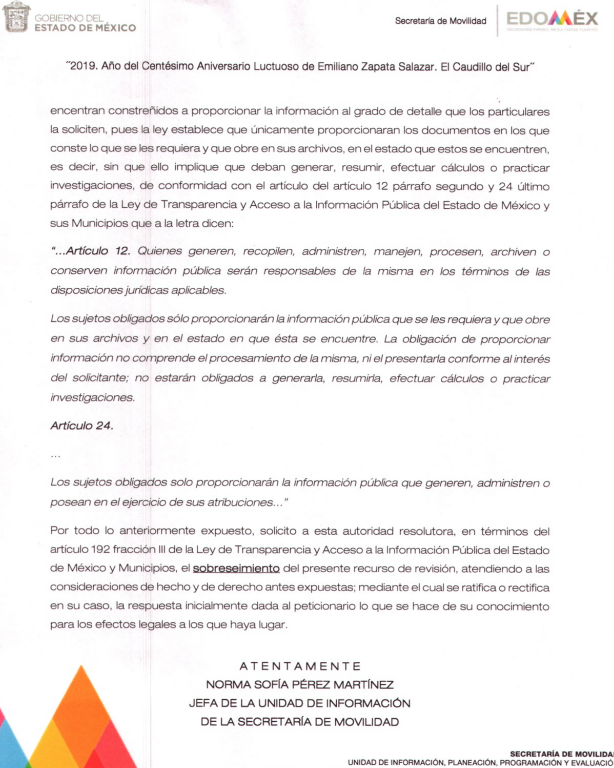 GOBIERNO DEL
ESTADO DE MÉXICO
Secretaría de Movilidad
EDOMÉX
"2019. Año del Centésimo Aniversario Luctuoso de Emiliano Zapata Salazar. El Caudillo del Sur"
encentran constreñidos a proporcionar la información al grado de detalle que los particulares
la soliciten, pues la ley establece que únicamente proporcionaran los documentos en los que
conste lo que se les requiera y que obre en sus archivos, en el estado que estos se encuentren,
es decir, sin que ello implique que deban generar, resumir, efectuar cálculos o practicar
investigaciones, de conformidad con el artículo del artículo 12 párrafo segundo y 24 último
párrafo de la Ley de Transparencia y Acceso a la Información Pública del Estado de México y
sus Municipios que a la letra dicen:
"...Artículo 12. Quienes generen, recopilen, administren, manejen, procesen, archiven o
conserven información pública serán responsables de la misma en los términos de las
disposiciones jurídicas aplicables.
Los sujetos obligados sólo proporcionarán la información pública que se les requiera y que obre
en sus archivos y en el estado en que ésta se encuentre. La obligación de proporcionar
información no comprende el procesamiento de la misma, ni el presentarla conforme al interés
del solicitante; no estarán obligados a generarla, resumirla, efectuar cálculos o practicar
investigaciones.
Artículo 24.
...
Los sujetos obligados solo proporcionarán la información pública que generen, administren o
posean en el ejercicio de sus atribuciones..."
Por todo lo anteriormente expuesto, solicito a esta autoridad resolutora, en términos del
artículo 192 fracción III de la Ley de Transparencia y Acceso a la Información Pública del Estado
de México y Municipios, el sobreseimiento del presente recurso de revisión, atendiendo a las
consideraciones de hecho y de derecho antes expuestas; mediante el cual se ratifica o rectifica
en su caso, la respuesta inicialmente dada al peticionario lo que se hace de su conocimiento
para los efectos legales a los que haya lugar.
A T E N T A M E N T E
NORMA SOFÍA PÉREZ MARTÍNEZ
JEFA DE LA UNIDAD DE INFORMACIÓN
DE LA SECRETARÍA DE MOVILIDAD
SECRETARÍA DE MOVILIDA
UNIDAD DE INFORMACIÓN, PLANEACIÓN, PROGRAMACIÓN Y EVALUACIÓ